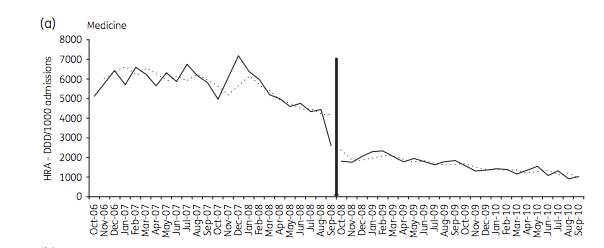 (a) Medicine
HRA - DDD/1000 admissions
8000
7000
6000
5000
4000
3000
2000
1000
0
Oct-06
Nov-06
Dec-06
Jan-07
Feb-07
Mar-07
Apr-07
May-07
Jun-07
Jul-07
Aug-07
Sep-07
Oct-07
Nov-07
Dec-07
Jan-08
Feb-08
Mar-08
Apr-08
May-08
Jun-08
Jul-08
Aug-08
Sep-08
Oct-08
Nov-08
Dec-08
Jan-09
Feb-09
Mar-09
Apr-09
May-09
Jun-09
Jul-09
Aug-09
Sep-09
Oct-09
Nov-09
Dec-09
Jan-10
Feb-10
Mar-10
Apr-10
May-10
Jun-10
Jul-10
Aug-10
Sep-10